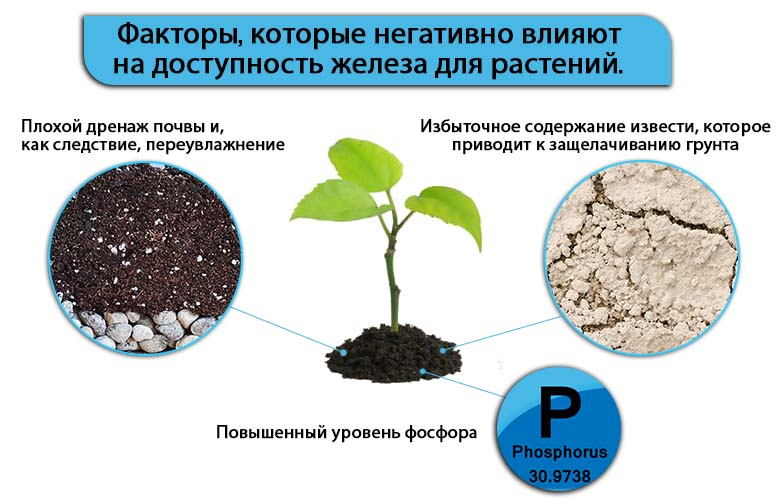 Факторы, которые негативно влияют
на доступность железа для растений.
Плохой дренаж почвы и,
как следствие, переувлажнение
Избыточное содержание извести, которое
приводит к защелачиванию грунта
Повышенный уровень фосфора
P
Phosphorus
30.9738